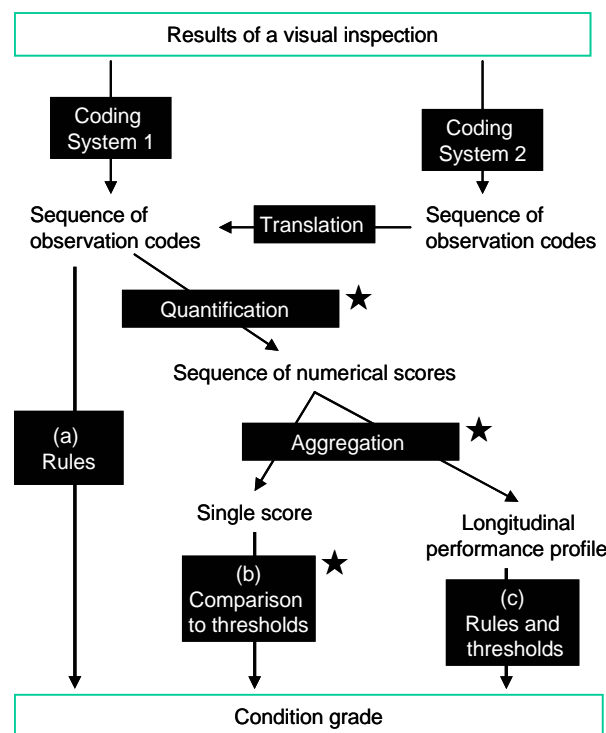 Results of a visual inspection
Coding
System 1
Coding
System 2
Sequence of
observation codes
Translation
Sequence of
observation codes
Quantification
Sequence of numerical scores
(a)
Rules
Aggregation
Single score
Longitudinal
performance profile
(b)
Comparison
to thresholds
(c)
Rules and
thresholds
Condition grade